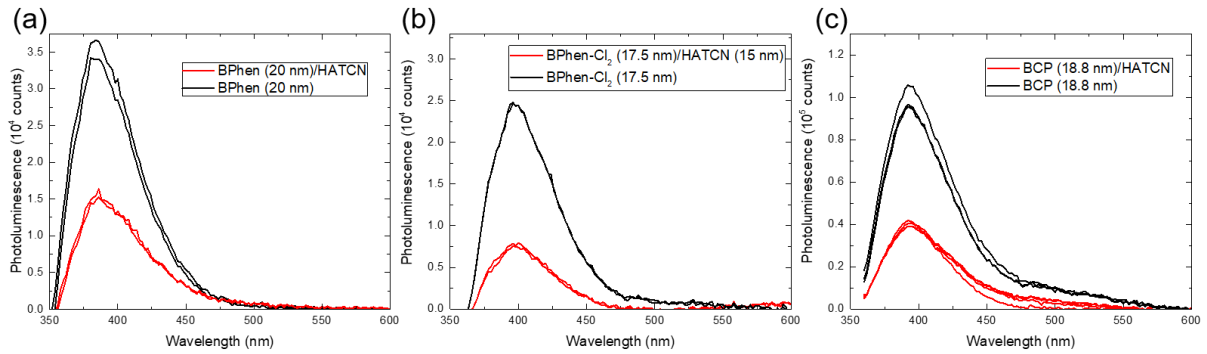 (a)
3.5
3.0
2.5
2.0
1.5
1.0
0.5
0.0
350 400 450 500 550 600
Wavelength (nm)
Photoluminescence (10⁴ counts)
BPhen (20 nm)/HATCN
BPhen (20 nm)
(b)
3.0
2.5
2.0
1.5
1.0
0.5
0.0
350 400 450 500 550 600
Wavelength (nm)
Photoluminescence (10⁴ counts)
BPhen-Cl₂ (17.5 nm)/HATCN (15 nm)
BPhen-Cl₂ (17.5 nm)
(c)
1.2
1.0
0.8
0.6
0.4
0.2
0.0
350 400 450 500 550 600
Wavelength (nm)
Photoluminescence (10⁵ counts)
BCP (18.8 nm)/HATCN
BCP (18.8 nm)